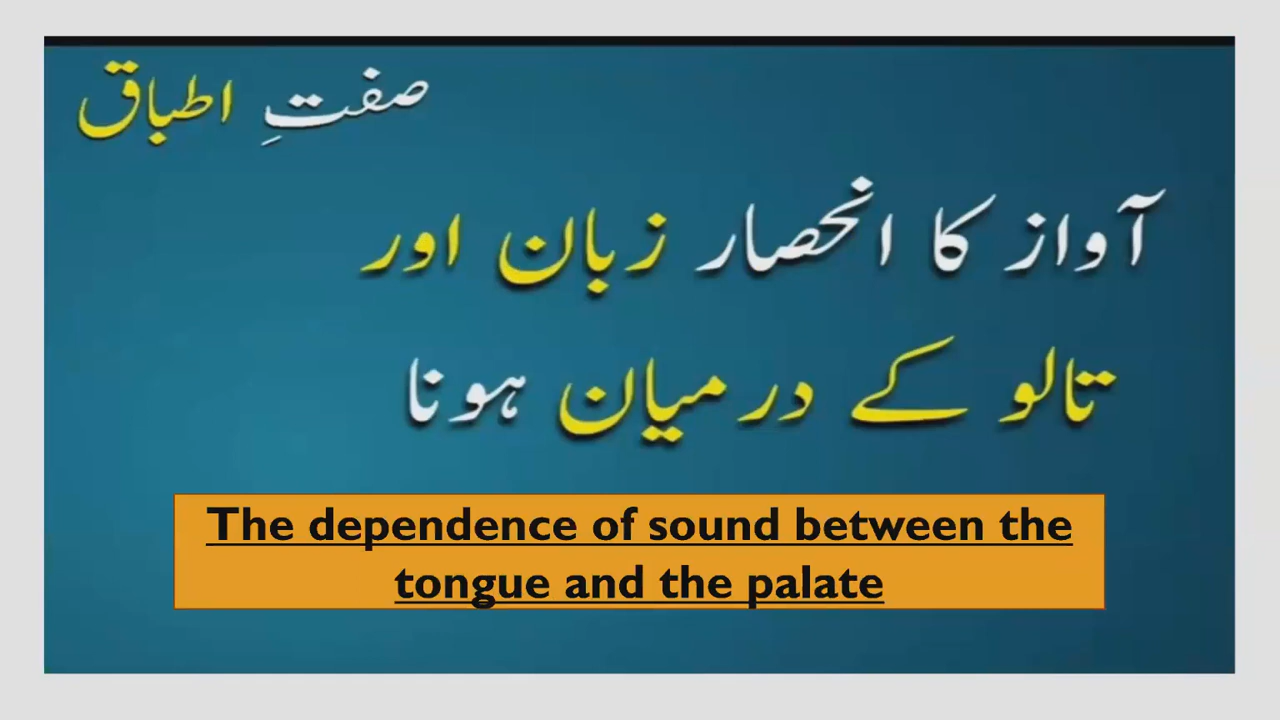 صفتِ اطباق
آواز کا انحصار زبان اور
تالو کے درمیان ہونا
The dependence of sound between the
tongue and the palate